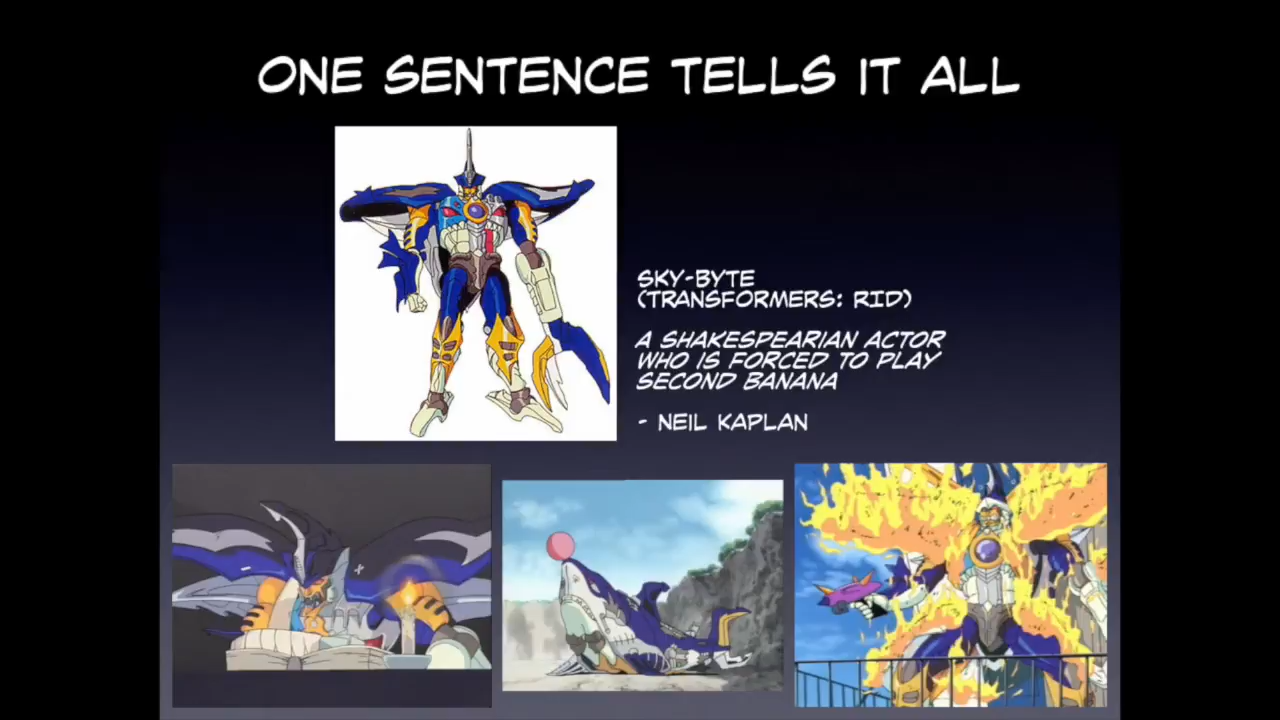 ONE SENTENCE TELLS IT ALL
SKY-BYTE
(TRANSFORMERS: RID)
A SHAKESPEARIAN ACTOR
WHO IS FORCED TO PLAY
SECOND BANANA
- NEIL KAPLAN